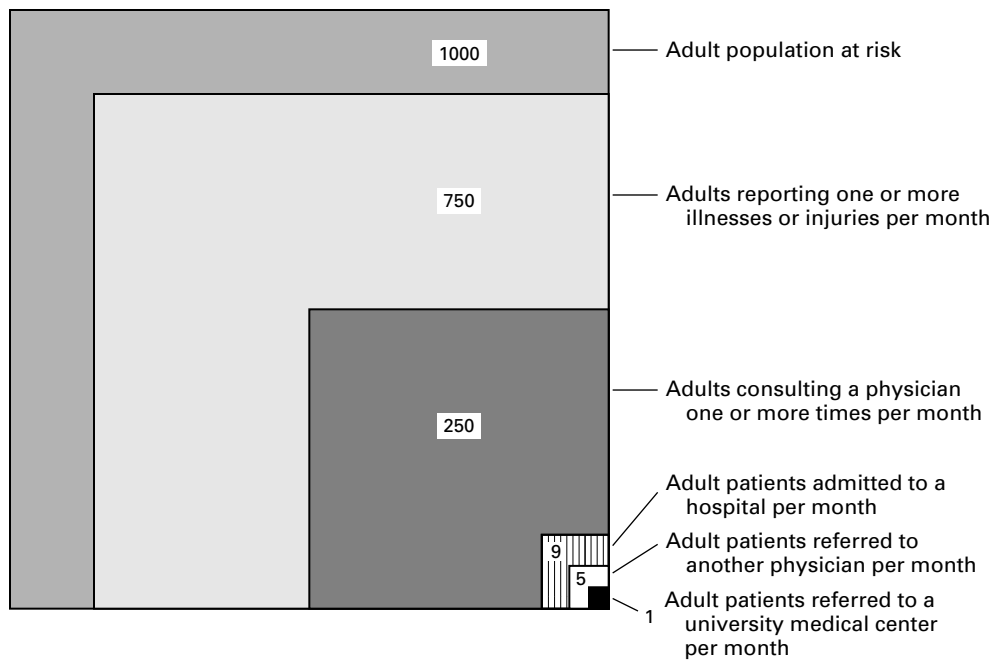 1000
Adult population at risk
750
Adults reporting one or more
illnesses or injuries per month
250
Adults consulting a physician
one or more times per month
Adult patients admitted to a
hospital per month
9
Adult patients referred to
another physician per month
5
1
Adult patients referred to a
university medical center
per month